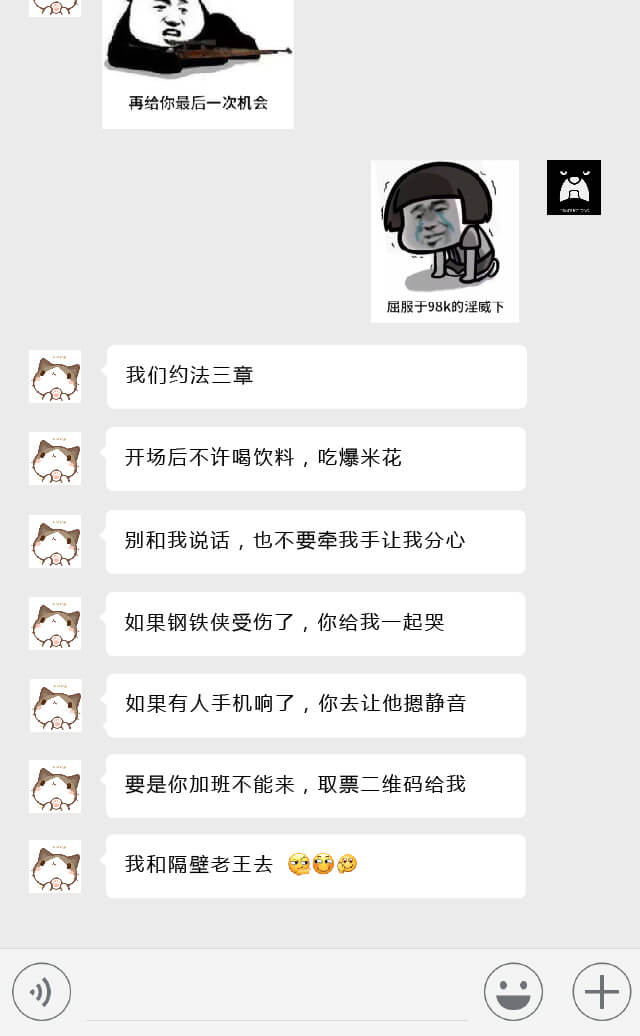 再给你最后一次机会
屈服于98k的淫威下
我们约法三章
开场后不许喝饮料，吃爆米花
别和我说话，也不要牵我手让我分心
如果钢铁侠受伤了，你给我一起哭
如果有人手机响了，你去让他摁静音
要是你加班不能来，取票二维码给我
我和隔壁老王去